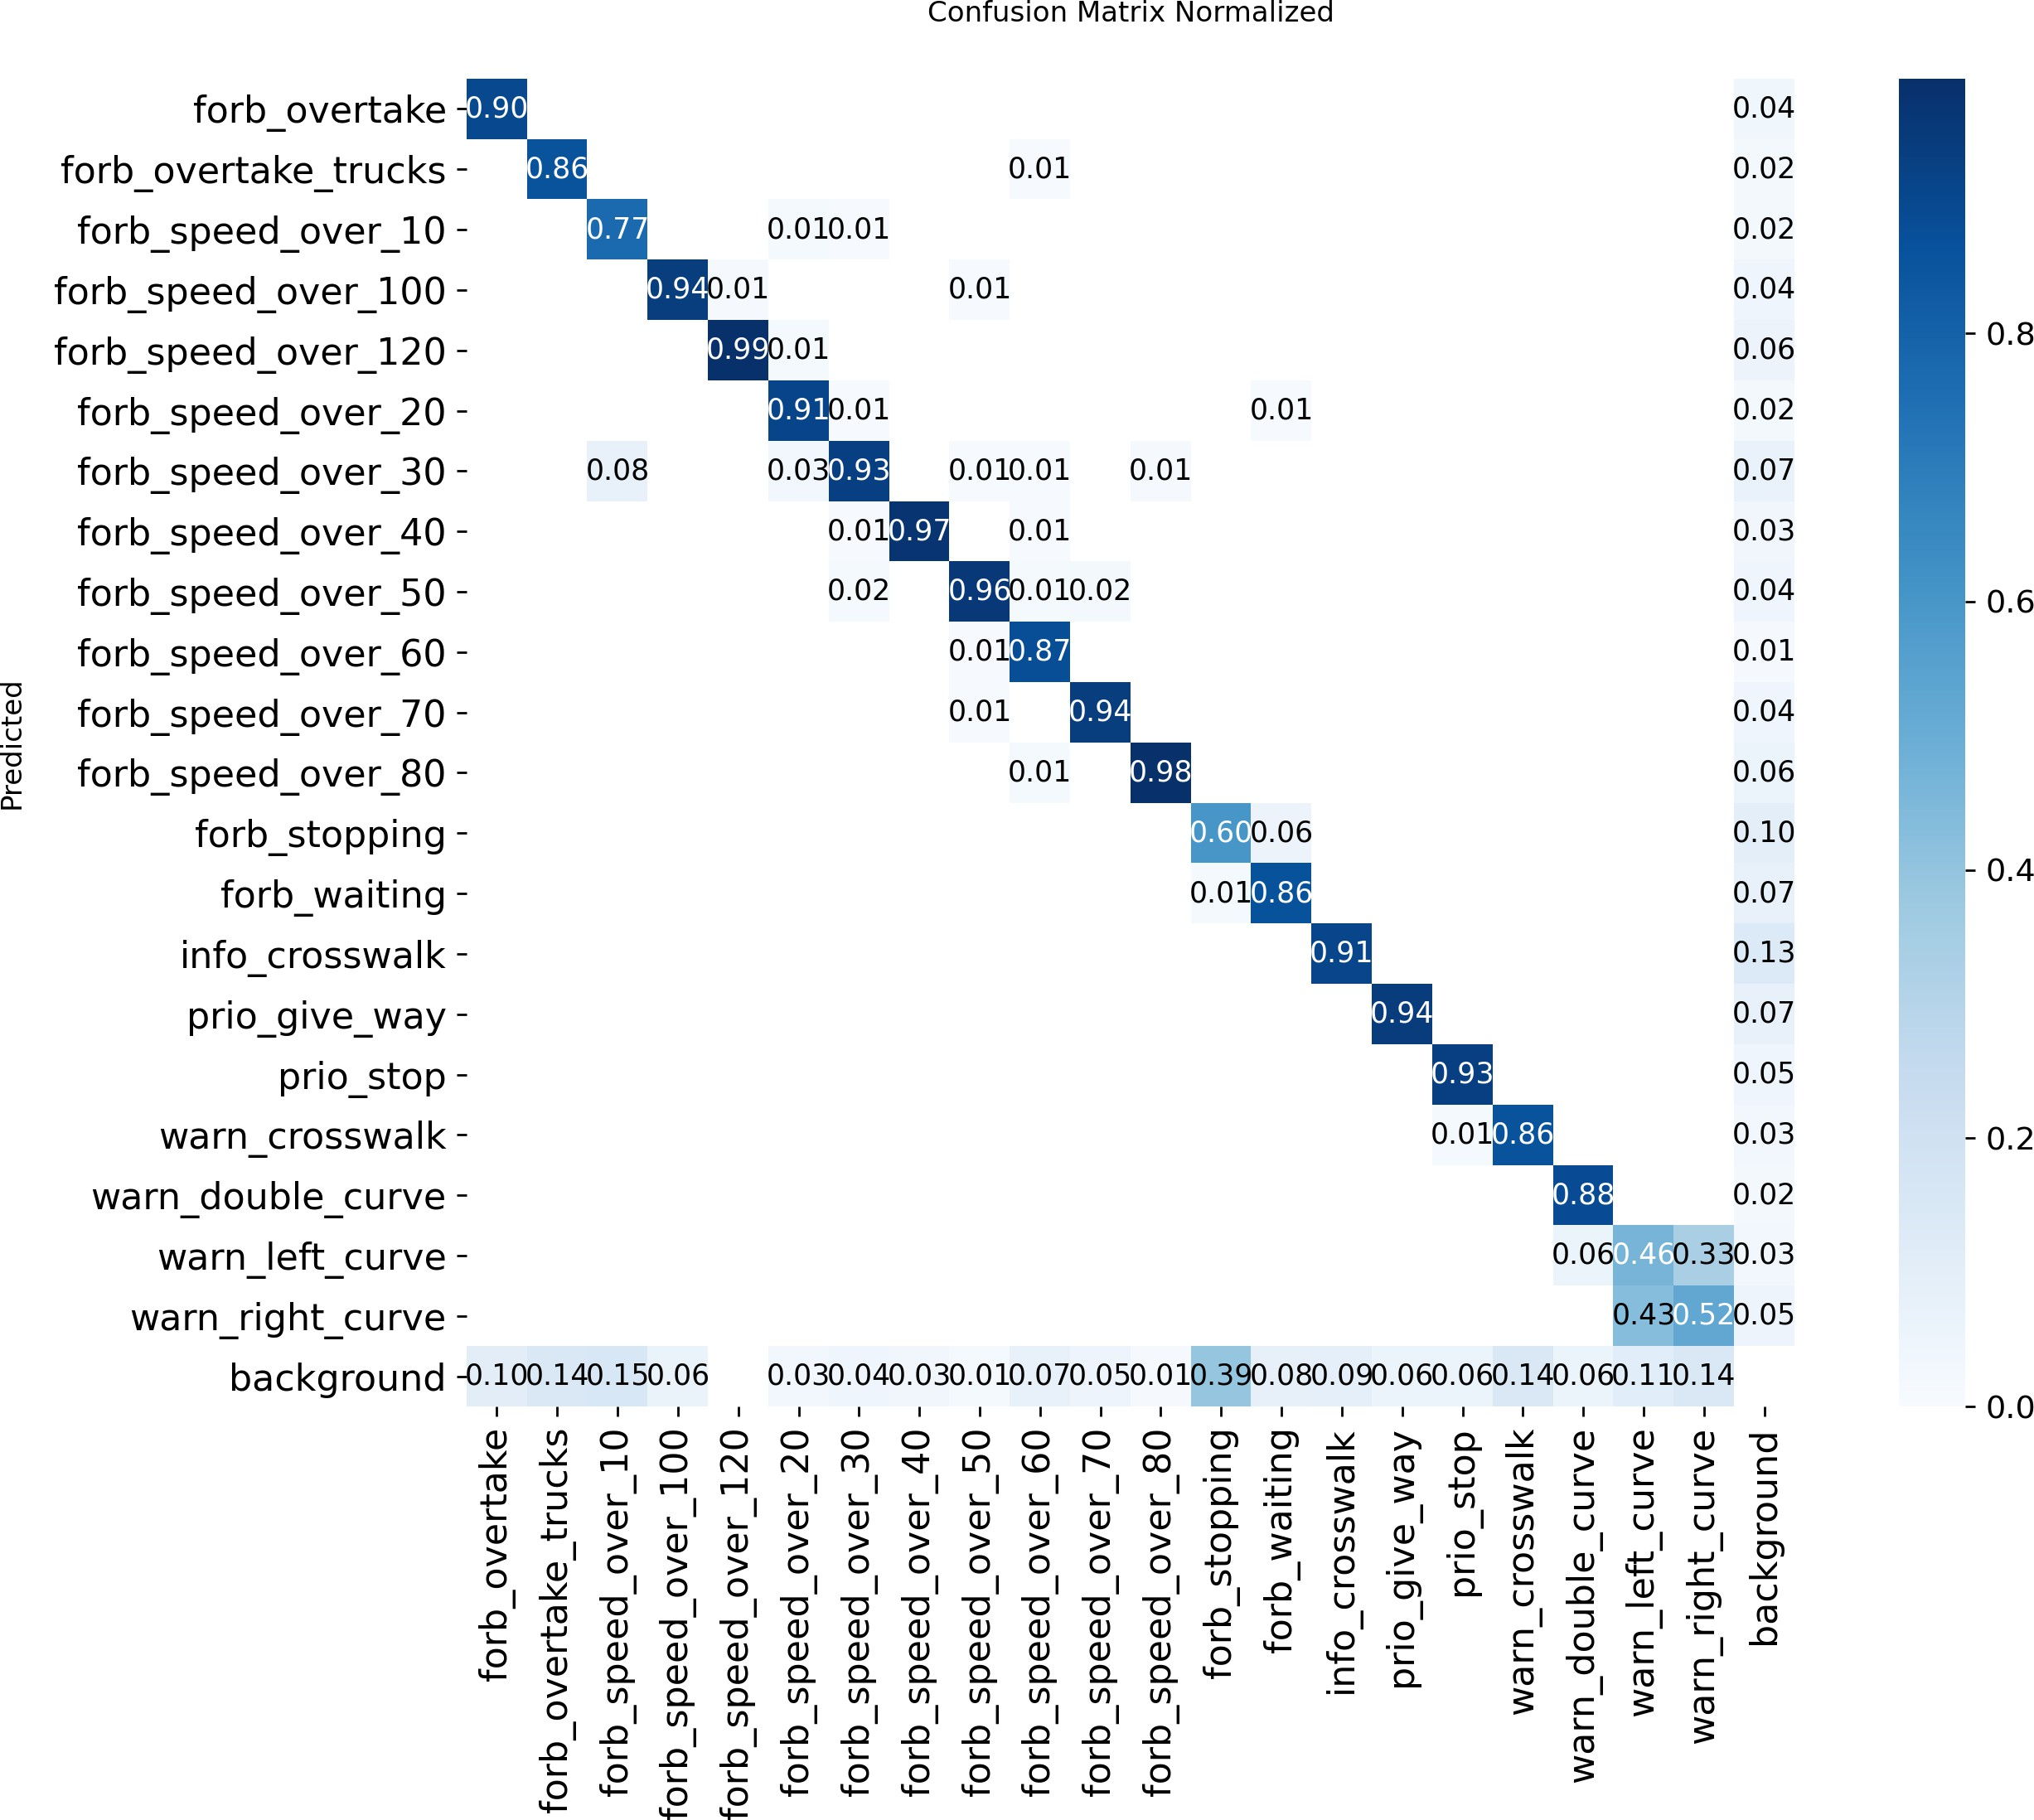 Confusion Matrix Normalized
forb_overtake 0.90 0.04
forb_overtake_trucks 0.86 0.01 0.02
forb_speed_over_10 0.77 0.01 0.01 0.02
forb_speed_over_100 0.94 0.01 0.01 0.04
forb_speed_over_120 0.99 0.01 0.06
forb_speed_over_20 0.91 0.01 0.01 0.02
forb_speed_over_30 0.08 0.03 0.93 0.01 0.01 0.01 0.07
forb_speed_over_40 0.01 0.97 0.01 0.03
forb_speed_over_50 0.02 0.96 0.01 0.02 0.04
forb_speed_over_60 0.01 0.87 0.01
forb_speed_over_70 0.01 0.94 0.04
forb_speed_over_80 0.01 0.98 0.06
forb_stopping 0.60 0.06 0.10
forb_waiting 0.01 0.86 0.07
info_crosswalk 0.91 0.13
prio_give_way 0.94 0.07
prio_stop 0.93 0.05
warn_crosswalk 0.01 0.86 0.03
warn_double_curve 0.88 0.02
warn_left_curve 0.06 0.46 0.33 0.03
warn_right_curve 0.43 0.52 0.05
background 0.10 0.14 0.15 0.06 0.03 0.04 0.03 0.01 0.07 0.05 0.01 0.39 0.08 0.09 0.06 0.06 0.14 0.06 0.11 0.14
Predicted
forb_overtake
forb_overtake_trucks
forb_speed_over_10
forb_speed_over_100
forb_speed_over_120
forb_speed_over_20
forb_speed_over_30
forb_speed_over_40
forb_speed_over_50
forb_speed_over_60
forb_speed_over_70
forb_speed_over_80
forb_stopping
forb_waiting
info_crosswalk
prio_give_way
prio_stop
warn_crosswalk
warn_double_curve
warn_left_curve
warn_right_curve
background
0.8
0.6
0.4
0.2
0.0